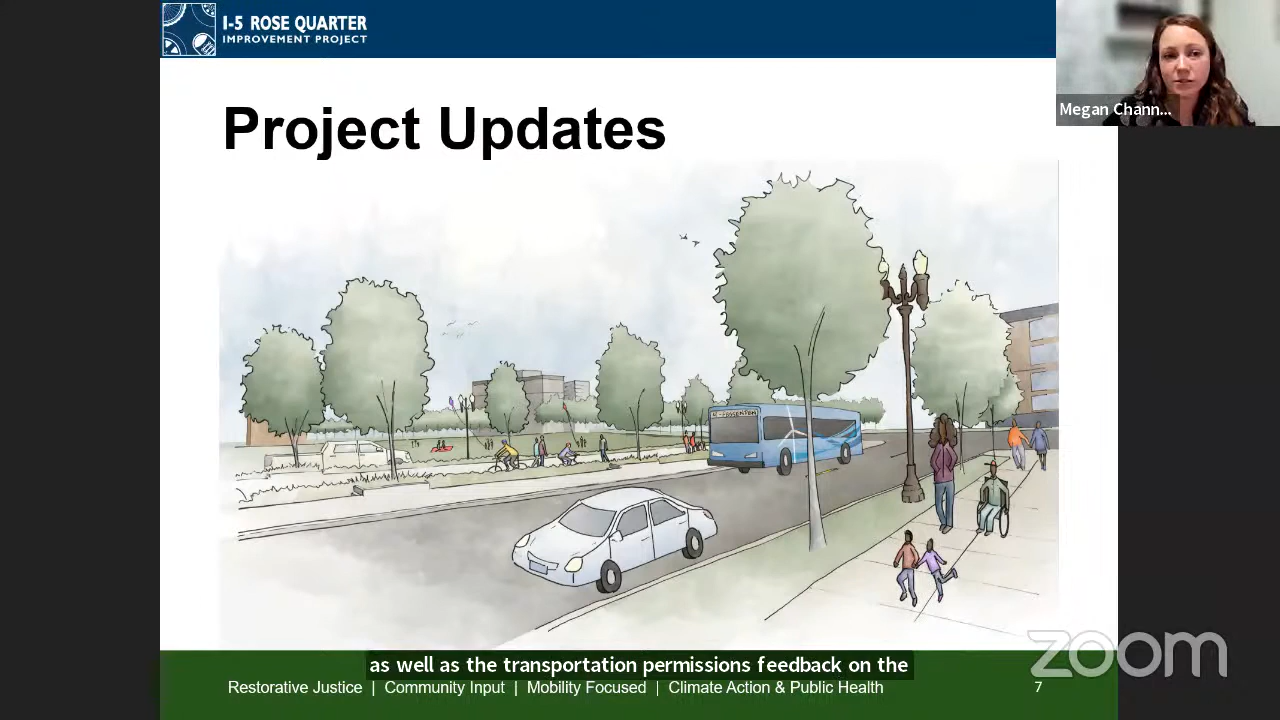 I-5 ROSE QUARTER
IMPROVEMENT PROJECT
Megan Chann...
Project Updates
as well as the transportation permissions feedback on the
Restorative Justice | Community Input | Mobility Focused | Climate Action & Public Health
7
zoom